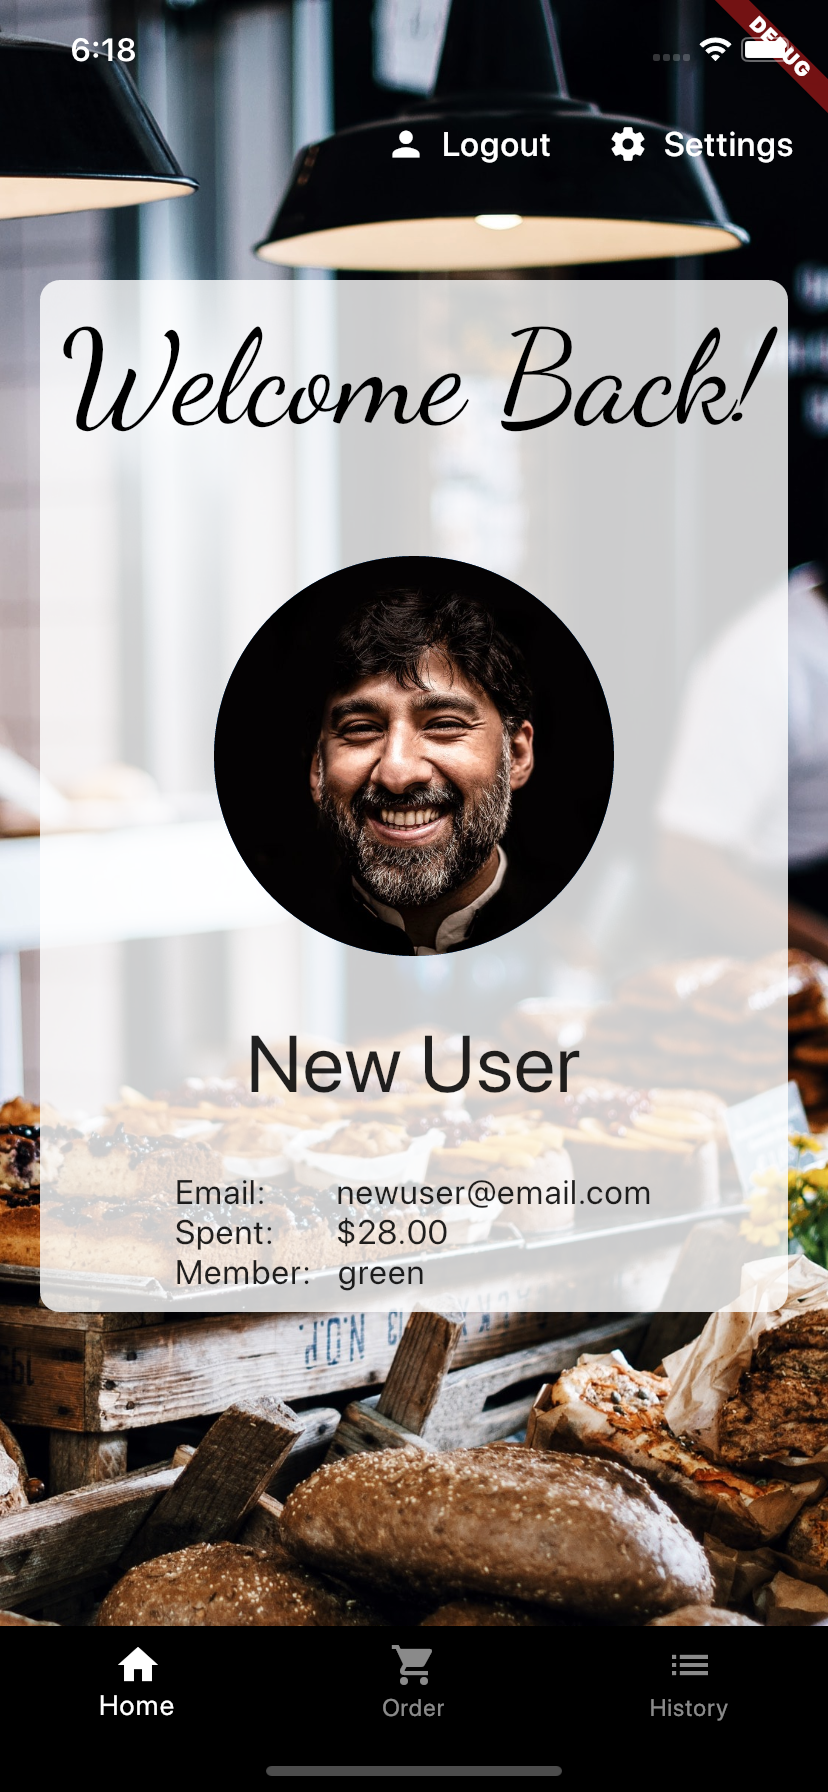 6:18
DEBUG
Logout Settings
Welcome Back!
New User
Email: newuser@email.com
Spent: $28.00
Member: green
Home Order History